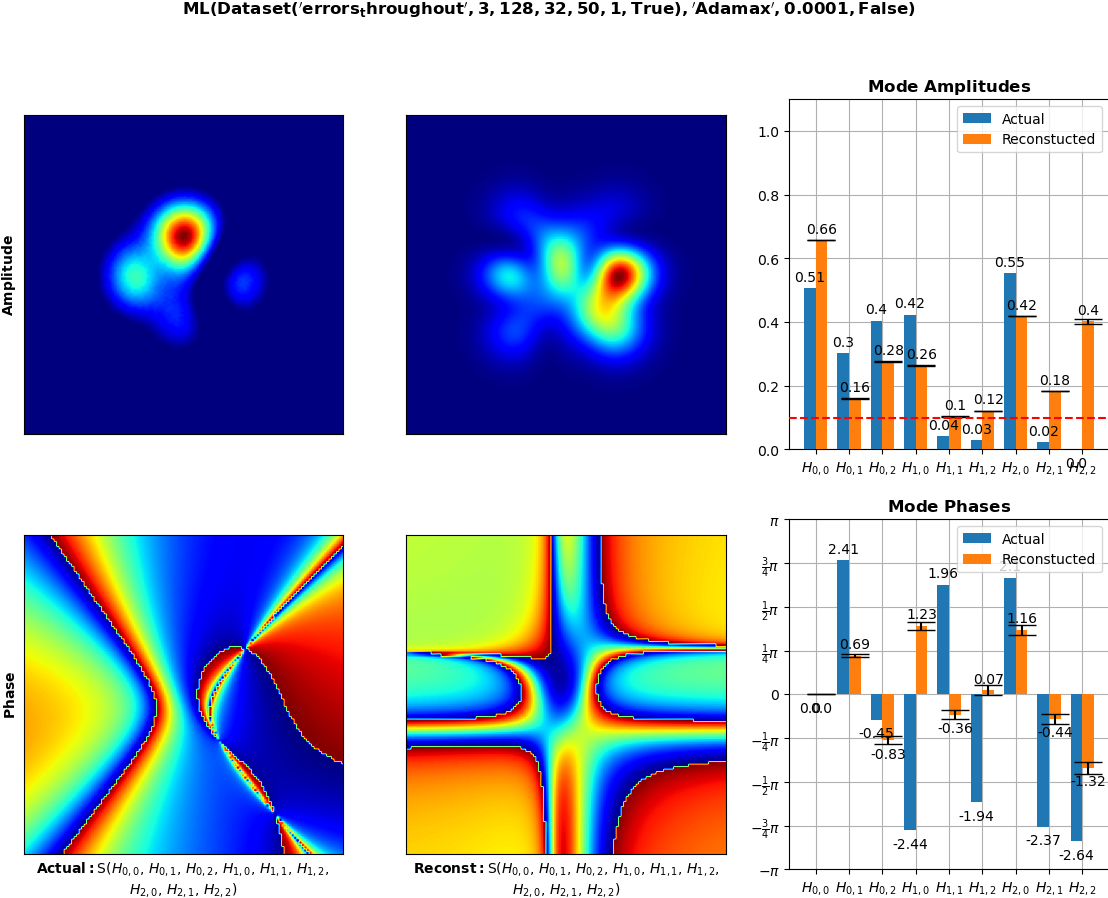 ML(Dataset('errors_throughout', 3, 128, 32, 50, 1, True), 'Adamax', 0.0001, False)
Amplitude
Mode Amplitudes
Actual
Reconstucted
1.0
0.8
0.6
0.4
0.2
0.0
0.51
0.66
0.3
0.16
0.4
0.28
0.42
0.26
0.04
0.1
0.03
0.12
0.55
0.42
0.02
0.18
0.0
0.4
H0,0 H0,1 H0,2 H1,0 H1,1 H1,2 H2,0 H2,1 H2,2
Phase
Actual: S(H0,0, H0,1, H0,2, H1,0, H1,1, H1,2,
H2,0, H2,1, H2,2)
Reconst: S(H0,0, H0,1, H0,2, H1,0, H1,1, H1,2,
H2,0, H2,1, H2,2)
Mode Phases
Actual
Reconstucted
π
3/4π
1/2π
1/4π
0
−1/4π
−1/2π
−3/4π
−π
0.0
0.0
2.41
0.69
-0.45
-0.83
-2.44
1.23
1.96
-0.36
-1.94
0.07
2.1
1.16
-2.37
-0.44
-2.64
-1.32
H0,0 H0,1 H0,2 H1,0 H1,1 H1,2 H2,0 H2,1 H2,2